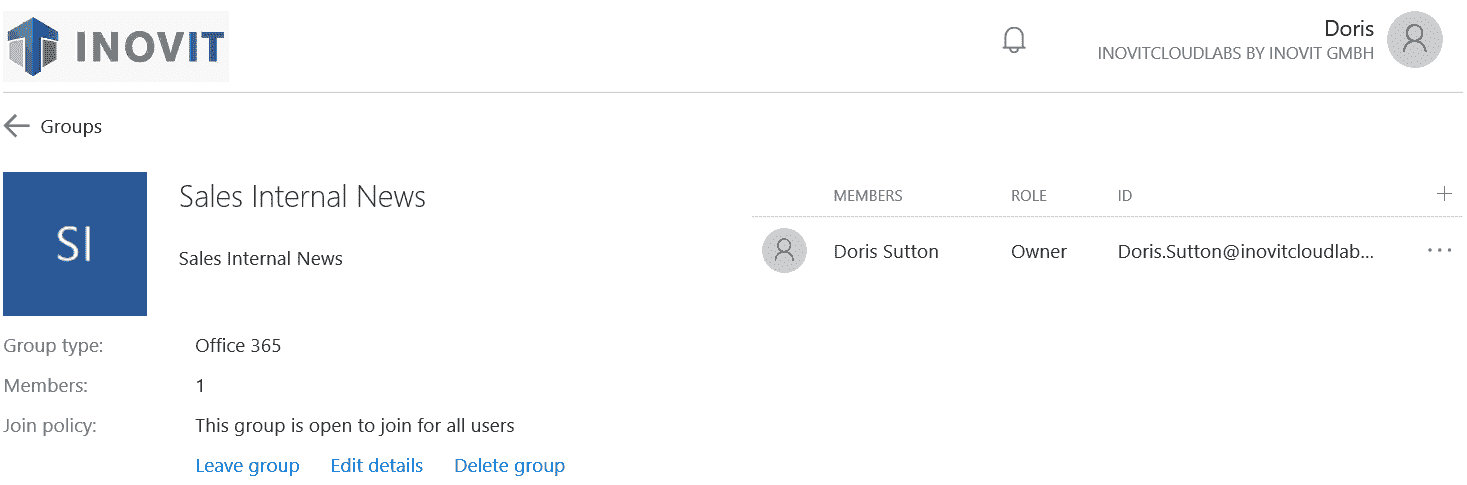 INOVIT
Doris
INOVITCLOUDLABS BY INOVIT GMBH
Groups
SI
Sales Internal News
Sales Internal News
Group type: Office 365
Members: 1
Join policy: This group is open to join for all users
Leave group Edit details Delete group
MEMBERS ROLE ID
Doris Sutton Owner Doris.Sutton@inovitcloudlab...